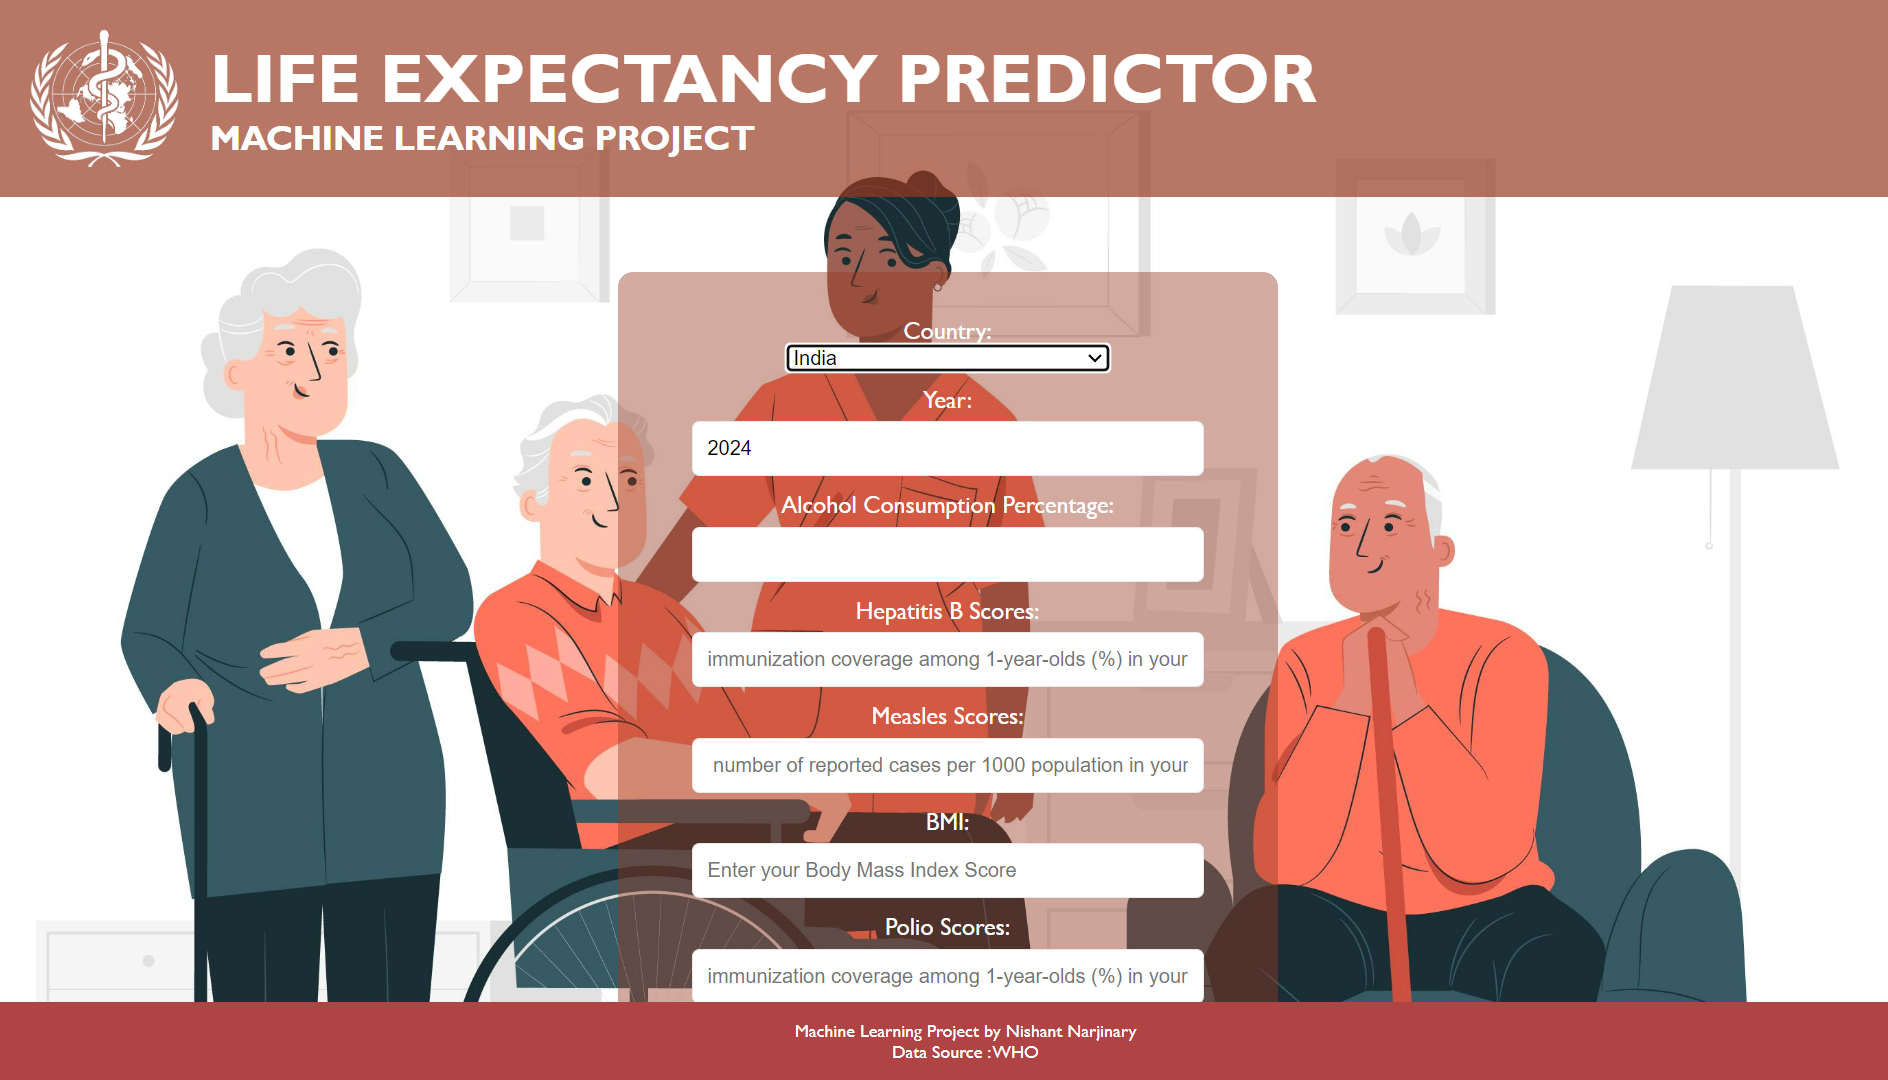 LIFE EXPECTANCY PREDICTOR
MACHINE LEARNING PROJECT
Country:
India
Year:
2024
Alcohol Consumption Percentage:
Hepatitis B Scores:
immunization coverage among 1-year-olds (%) in your
Measles Scores:
number of reported cases per 1000 population in your
BMI:
Enter your Body Mass Index Score
Polio Scores:
immunization coverage among 1-year-olds (%) in your
Machine Learning Project by Nishant Narjinary
Data Source :WHO